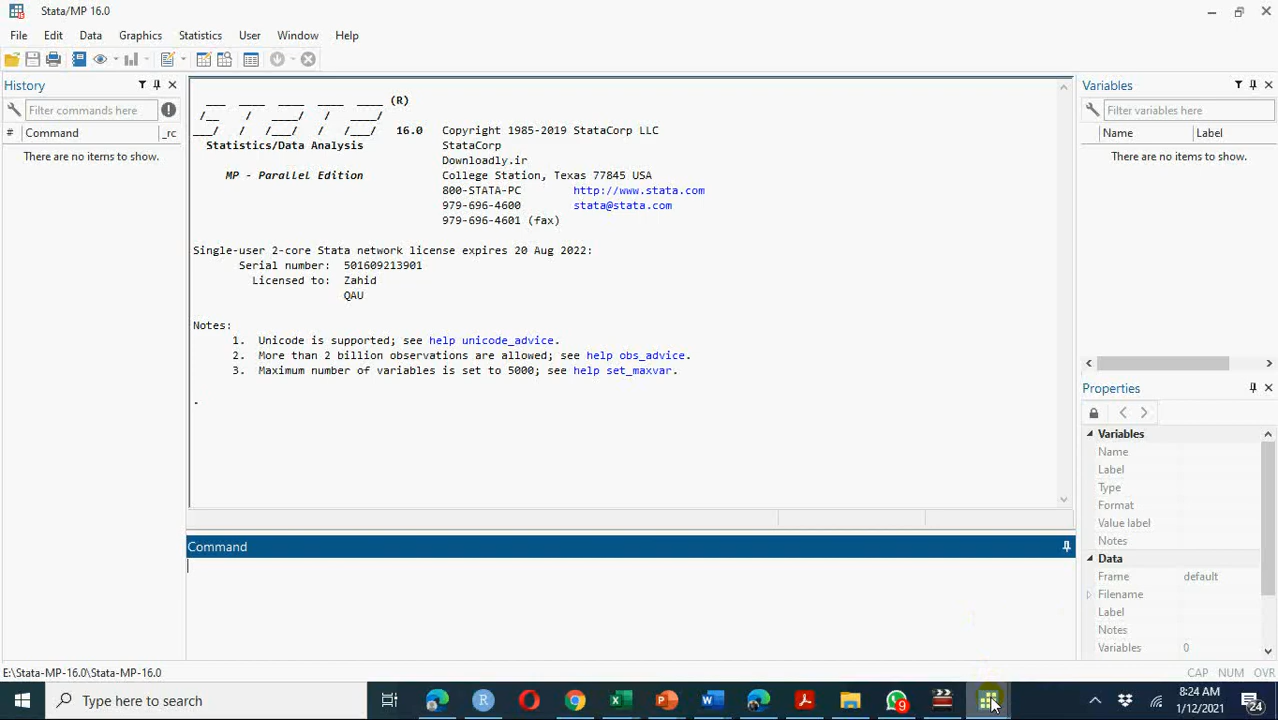 Stata/MP 16.0
File Edit Data Graphics Statistics User Window Help
History
Filter commands here
# Command _rc
There are no items to show.
(R)
16.0 Copyright 1985-2019 StataCorp LLC
Statistics/Data Analysis StataCorp
Downloadly.ir
MP - Parallel Edition College Station, Texas 77845 USA
800-STATA-PC http://www.stata.com
979-696-4600 stata@stata.com
979-696-4601 (fax)
Single-user 2-core Stata network license expires 20 Aug 2022:
Serial number: 501609213901
Licensed to: Zahid
QAU
Notes:
1. Unicode is supported; see help unicode_advice.
2. More than 2 billion observations are allowed; see help obs_advice.
3. Maximum number of variables is set to 5000; see help set_maxvar.
.
Command
Variables
Filter variables here
Name Label
There are no items to show.
Properties
Variables
Name
Label
Type
Format
Value label
Notes
Data
Frame default
Filename
Label
Notes
Variables 0
E:\Stata-MP-16.0\Stata-MP-16.0
CAP NUM OVR
Type here to search
9
8:24 AM
1/12/2021
24